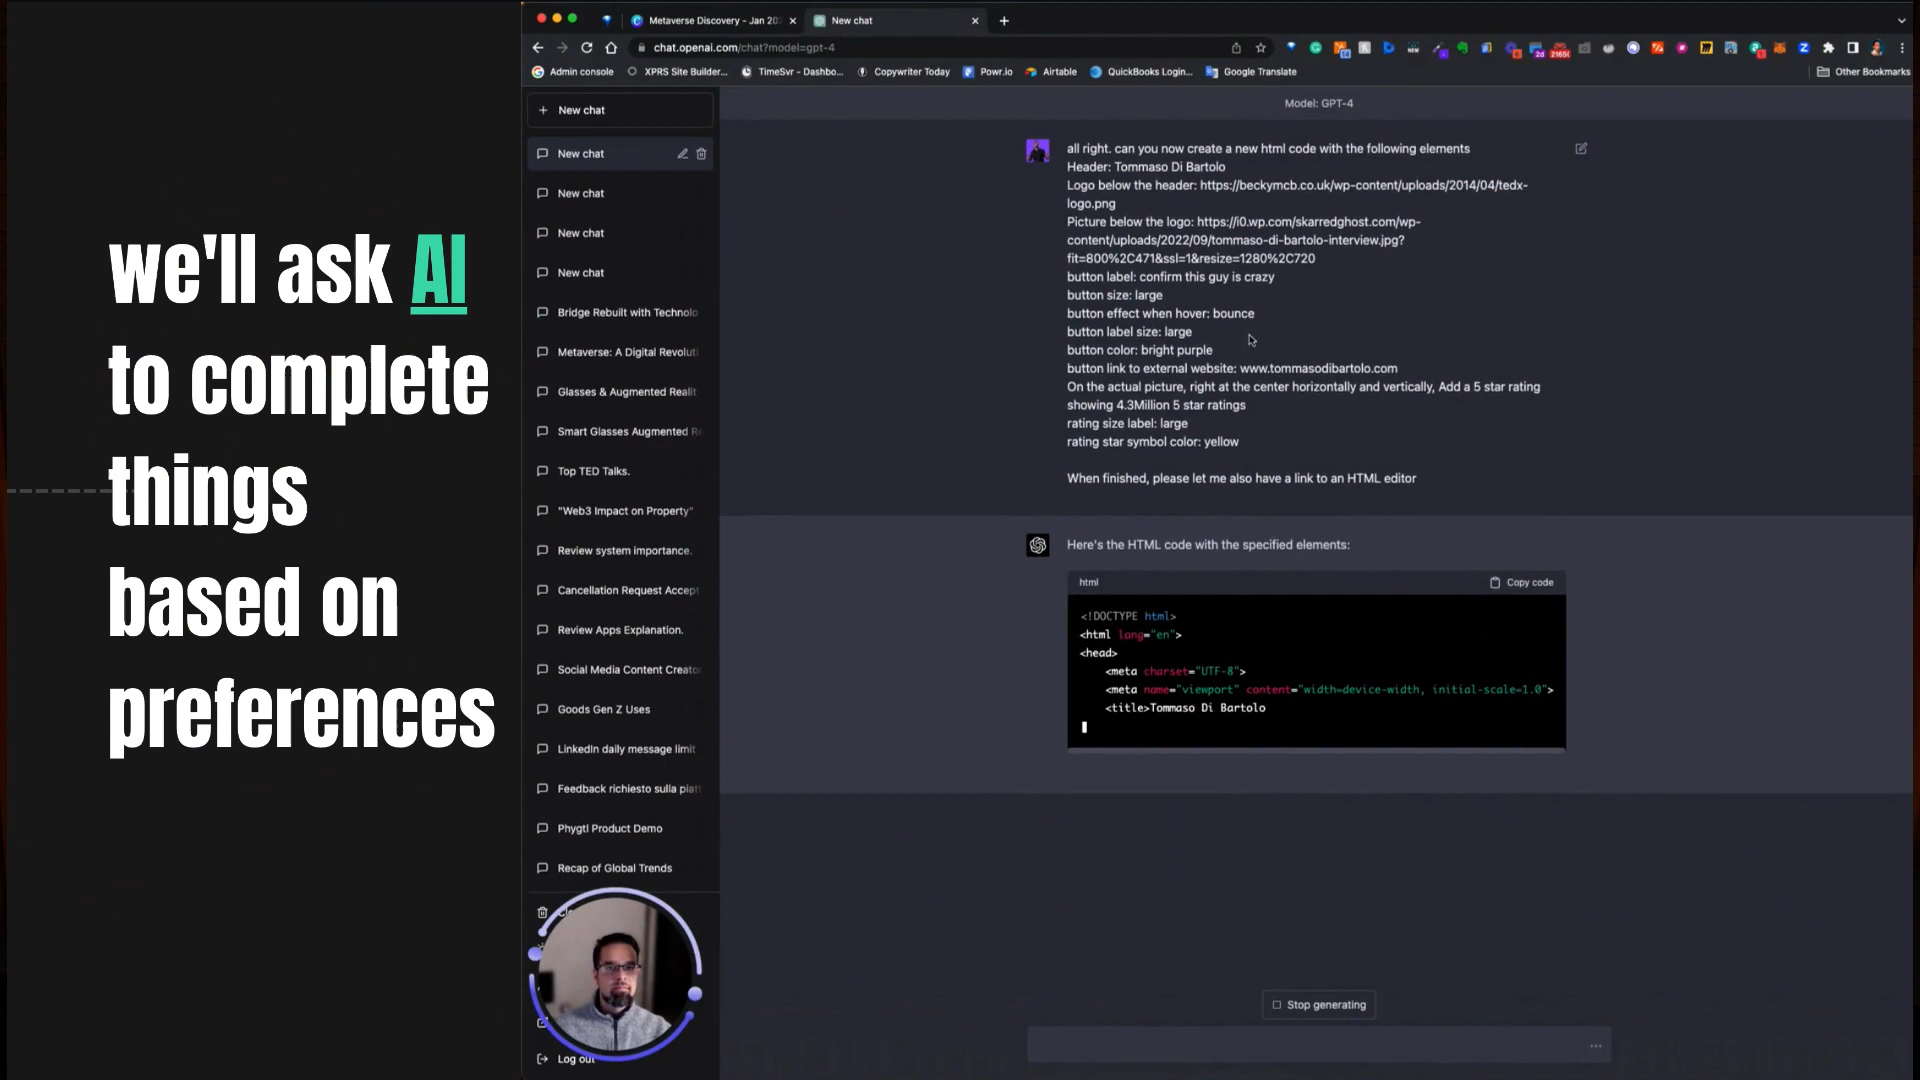 we'll ask AI
to complete
things
based on
preferences
Metaverse Discovery - Jan 202
New chat
chat.openai.com/chat?model=gpt-4
Admin console
XPRS Site Builder...
TimeSvr - Dashbo...
Copywriter Today
Powr.io
Airtable
QuickBooks Login...
Google Translate
Other Bookmarks
New chat
New chat
New chat
New chat
New chat
Bridge Rebuilt with Technolo
Metaverse: A Digital Revoluti
Glasses & Augmented Realit
Smart Glasses Augmented Re
Top TED Talks.
"Web3 Impact on Property"
Review system importance.
Cancellation Request Accept
Review Apps Explanation.
Social Media Content Creato
Goods Gen Z Uses
LinkedIn daily message limit
Feedback richiesto sulla piatt
Phygtl Product Demo
Recap of Global Trends
Log out
Model: GPT-4
all right. can you now create a new html code with the following elements
Header: Tommaso Di Bartolo
Logo below the header: https://beckymcb.co.uk/wp-content/uploads/2014/04/tedx-
logo.png
Picture below the logo: https://i0.wp.com/skarredghost.com/wp-
content/uploads/2022/09/tommaso-di-bartolo-interview.jpg?
fit=800%2C471&ssl=1&resize=1280%2C720
button label: confirm this guy is crazy
button size: large
button effect when hover: bounce
button label size: large
button color: bright purple
button link to external website: www.tommasodibartolo.com
On the actual picture, right at the center horizontally and vertically, Add a 5 star rating
showing 4.3Million 5 star ratings
rating size label: large
rating star symbol color: yellow
When finished, please let me also have a link to an HTML editor
Here's the HTML code with the specified elements:
html
Copy code
<!DOCTYPE html>
<html lang="en">
<head>
<meta charset="UTF-8">
<meta name="viewport" content="width=device-width, initial-scale=1.0">
<title>Tommaso Di Bartolo
Stop generating